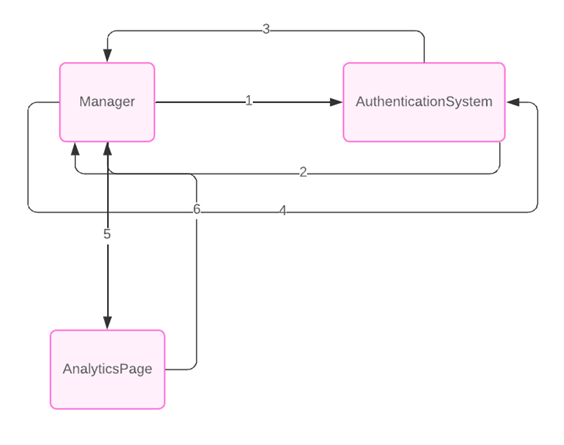 3
Manager
1
AuthenticationSystem
2
6
4
5
AnalyticsPage